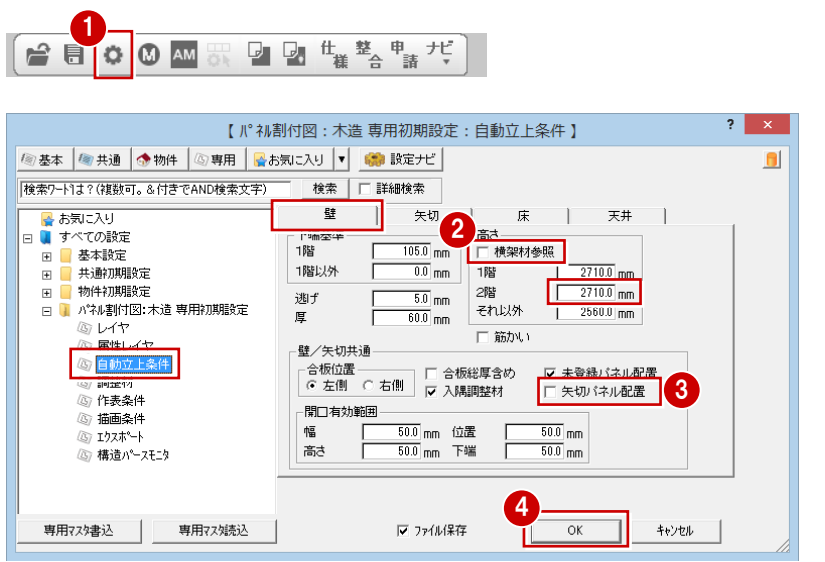 1
M AM 仕様 整合 申請 ナビ
【 ﾊﾟﾈﾙ割付図：木造 専用初期設定：自動立上条件 】 ? ×
基本 共通 物件 専用 お気に入り ▼ 設定ナビ
検索ワードは？(複数可。＆付きでAND検索文字) 検索 詳細検索
お気に入り
すべての設定
基本設定
共通初期設定
物件初期設定
ﾊﾟﾈﾙ割付図:木造 専用初期設定
レイヤ
属性レイヤ
自動立上条件
調整材
作表条件
描画条件
ｴｸｽﾎﾟｰﾄ
構造ﾊﾟｰｽﾓﾆﾀ
壁 矢切 床 天井
2
下端基準
1階 105.0 mm
1階以外 0.0 mm
逃げ 5.0 mm
厚 60.0 mm
高さ
横架材参照
1階 2710.0 mm
2階 2710.0 mm
それ以外 2560.0 mm
筋かい
壁／矢切共通
合板位置
左側 右側
合板総厚含め 未登録パネル配置
入隅調整材 矢切パネル配置
3
開口有効範囲
幅 50.0 mm 位置 50.0 mm
高さ 50.0 mm 下端 50.0 mm
4
専用ﾏｽﾀ書込 専用ﾏｽﾀ読込 ﾌｧｲﾙ保存 OK ｷｬﾝｾﾙ